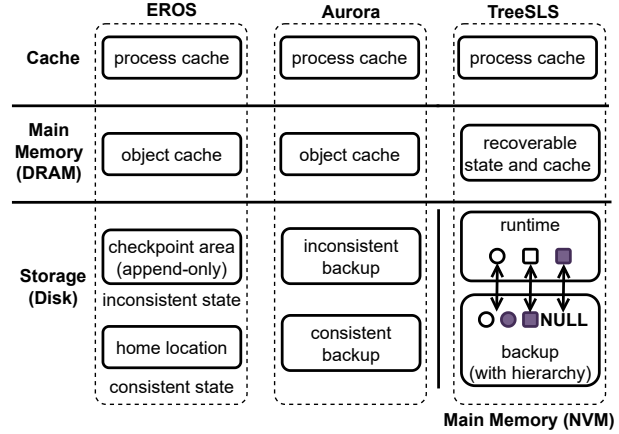 EROS
Aurora
TreeSLS
Cache
process cache
process cache
process cache
Main
Memory
(DRAM)
object cache
object cache
recoverable
state and cache
Storage
(Disk)
checkpoint area
(append-only)
inconsistent state
home location
consistent state
inconsistent
backup
consistent
backup
runtime
NULL
backup
(with hierarchy)
Main Memory (NVM)